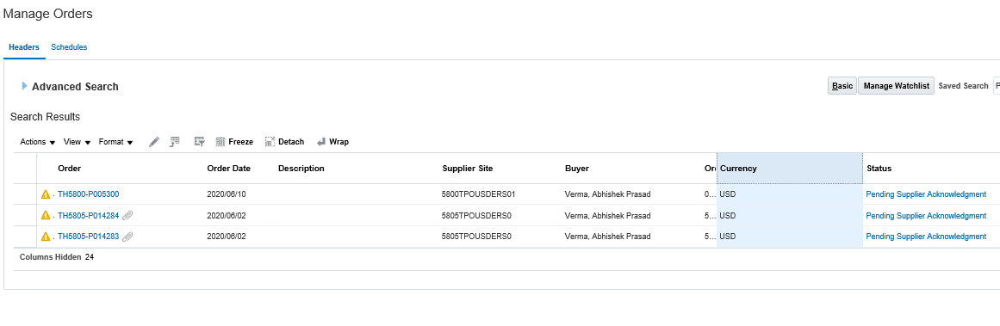 Manage Orders
Headers Schedules
Advanced Search
Basic Manage Watchlist Saved Search
Search Results
Actions View Format Freeze Detach Wrap
Order Order Date Description Supplier Site Buyer Currency Status
TH5800-P005300 2020/06/10 5800TPOUSDERS01 Verma, Abhishek Prasad 0... USD Pending Supplier Acknowledgment
TH5805-P014284 2020/06/02 5805TPOUSDERS0 Verma, Abhishek Prasad 5... USD Pending Supplier Acknowledgment
TH5805-P014283 2020/06/02 5805TPOUSDERS0 Verma, Abhishek Prasad 5... USD Pending Supplier Acknowledgment
Columns Hidden 24